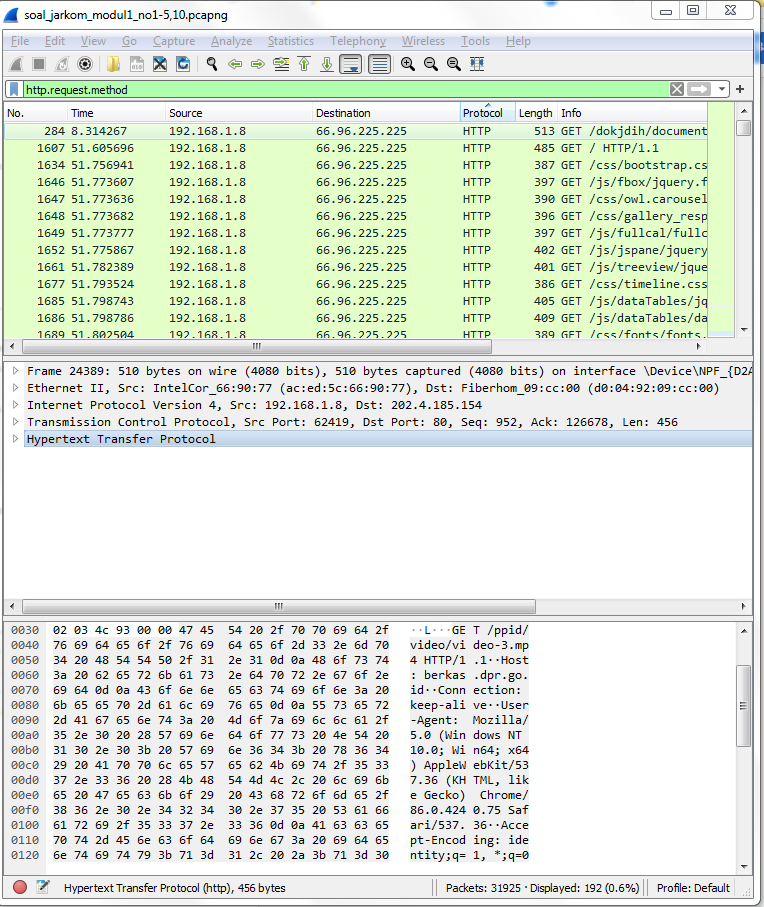 soal_jarkom_modul1_no1-5,10.pcapng
File Edit View Go Capture Analyze Statistics Telephony Wireless Tools Help
http.request.method
No. Time Source Destination Protocol Length Info
284 8.314267 192.168.1.8 66.96.225.225 HTTP 513 GET /dokjdih/document
1607 51.605696 192.168.1.8 66.96.225.225 HTTP 485 GET / HTTP/1.1
1634 51.756941 192.168.1.8 66.96.225.225 HTTP 387 GET /css/bootstrap.cs
1646 51.773607 192.168.1.8 66.96.225.225 HTTP 397 GET /js/fbox/jquery.f
1647 51.773636 192.168.1.8 66.96.225.225 HTTP 390 GET /css/owl.carousel
1648 51.773682 192.168.1.8 66.96.225.225 HTTP 396 GET /css/gallery_resp
1649 51.773777 192.168.1.8 66.96.225.225 HTTP 397 GET /js/fullcal/fullc
1652 51.775867 192.168.1.8 66.96.225.225 HTTP 402 GET /js/jspane/jquery
1661 51.782389 192.168.1.8 66.96.225.225 HTTP 401 GET /js/treeview/jque
1677 51.793524 192.168.1.8 66.96.225.225 HTTP 386 GET /css/timeline.css
1685 51.798743 192.168.1.8 66.96.225.225 HTTP 405 GET /js/dataTables/jq
1686 51.798786 192.168.1.8 66.96.225.225 HTTP 409 GET /js/dataTables/da
1689 51.802504 192.168.1.8 66.96.225.225 HTTP 389 GET /css/fonts/fonts.
Frame 24389: 510 bytes on wire (4080 bits), 510 bytes captured (4080 bits) on interface \Device\NPF_{D2A
Ethernet II, Src: IntelCor_66:90:77 (ac:ed:5c:66:90:77), Dst: Fiberhom_09:cc:00 (d0:04:92:09:cc:00)
Internet Protocol Version 4, Src: 192.168.1.8, Dst: 202.4.185.154
Transmission Control Protocol, Src Port: 62419, Dst Port: 80, Seq: 952, Ack: 126678, Len: 456
Hypertext Transfer Protocol
0030 02 03 4c 93 00 00 47 45 54 20 2f 70 70 69 64 2f ··L···GE T /ppid/
0040 76 69 64 65 6f 2f 76 69 64 65 6f 2d 33 2e 6d 70 video/vi deo-3.mp
0050 34 20 48 54 54 50 2f 31 2e 31 0d 0a 48 6f 73 74 4 HTTP/1 .1··Host
0060 3a 20 62 65 72 6b 61 73 2e 64 70 72 2e 67 6f 2e : berkas .dpr.go.
0070 69 64 0d 0a 43 6f 6e 6e 65 63 74 69 6f 6e 3a 20 id··Conn ection: 
0080 6b 65 65 70 2d 61 6c 69 76 65 0d 0a 55 73 65 72 keep-ali ve··User
0090 2d 41 67 65 6e 74 3a 20 4d 6f 7a 69 6c 6c 61 2f -Agent:  Mozilla/
00a0 35 2e 30 20 28 57 69 6e 64 6f 77 73 20 4e 54 20 5.0 (Win dows NT 
00b0 31 30 2e 30 3b 20 57 69 6e 36 34 3b 20 78 36 34 10.0; Wi n64; x64
00c0 29 20 41 70 70 6c 65 57 65 62 4b 69 74 2f 35 33 ) AppleW ebKit/53
00d0 37 2e 33 36 20 28 4b 48 54 4d 4c 2c 20 6c 69 6b 7.36 (KH TML, lik
00e0 65 20 47 65 63 6b 6f 29 20 43 68 72 6f 6d 65 2f e Gecko)  Chrome/
00f0 38 36 2e 30 2e 34 32 34 30 2e 37 35 20 53 61 66 86.0.424 0.75 Saf
0100 61 72 69 2f 35 33 37 2e 33 36 0d 0a 41 63 63 65 ari/537. 36··Acce
0110 70 74 2d 45 6e 63 6f 64 69 6e 67 3a 20 69 64 65 pt-Encod ing: ide
0120 6e 74 69 74 79 3b 71 3d 31 2c 20 2a 3b 71 3d 30 ntity;q= 1, *;q=0
Hypertext Transfer Protocol (http), 456 bytes Packets: 31925 · Displayed: 192 (0.6%) Profile: Default